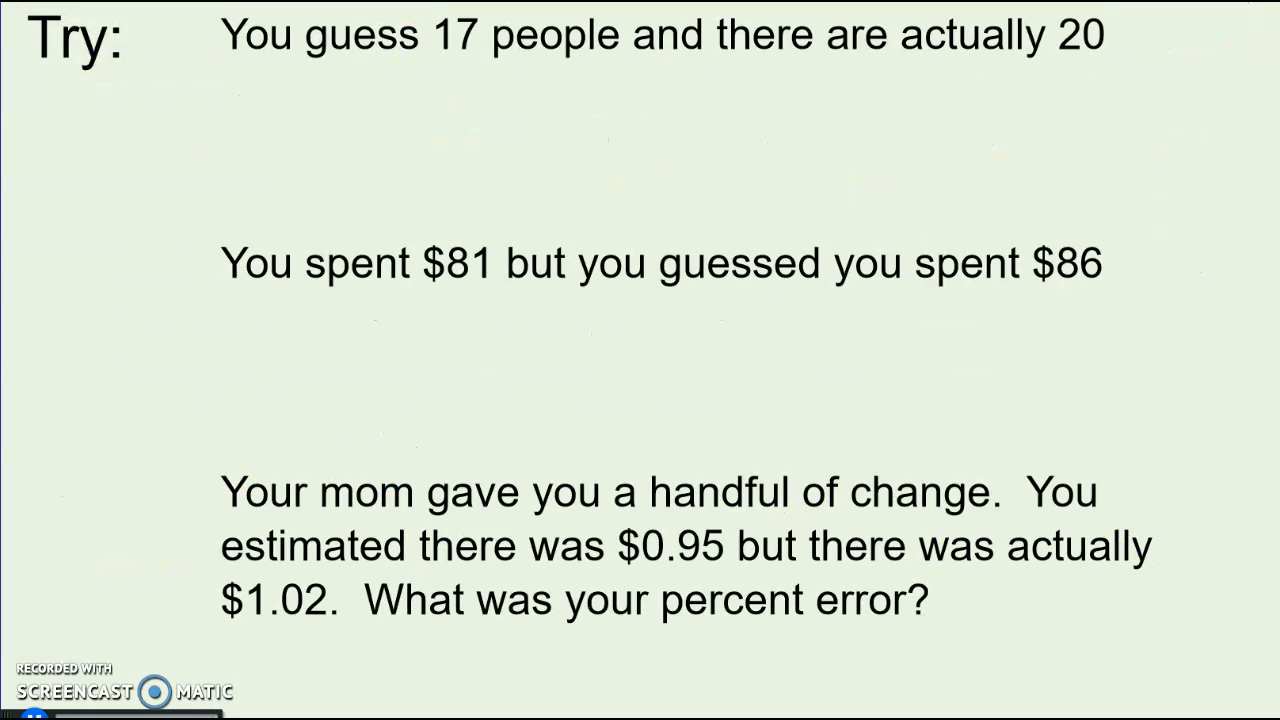 Try:
You guess 17 people and there are actually 20
You spent $81 but you guessed you spent $86
Your mom gave you a handful of change. You
estimated there was $0.95 but there was actually
$1.02. What was your percent error?
RECORDED WITH
SCREENCAST MATIC